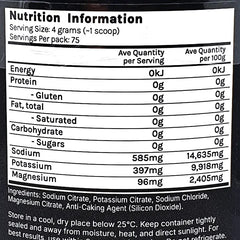 Nutrition Information
Serving Size: 4 grams (~1 scoop)
Servings Per pack: 75
Ave Quantity per Serving Ave Quantity per 100g
Energy 0kJ 0kJ
Protein 0g 0g
- Gluten 0g 0g
Fat, total 0g 0g
- Saturated 0g 0g
Carbohydrate 0g 0g
- Sugars 0g 0g
Sodium 585mg 14,635mg
Potassium 397mg 9,918mg
Magnesium 96mg 2,405mg
Ingredients: Sodium Citrate, Potassium Citrate, Sodium Chloride,
Magnesium Citrate, Anti-Caking Agent (Silicon Dioxide).
Store in a cool, dry place below 25°C. Keep container tightly
sealed and away from moisture, heat, and direct sunlight. For
best results, use within